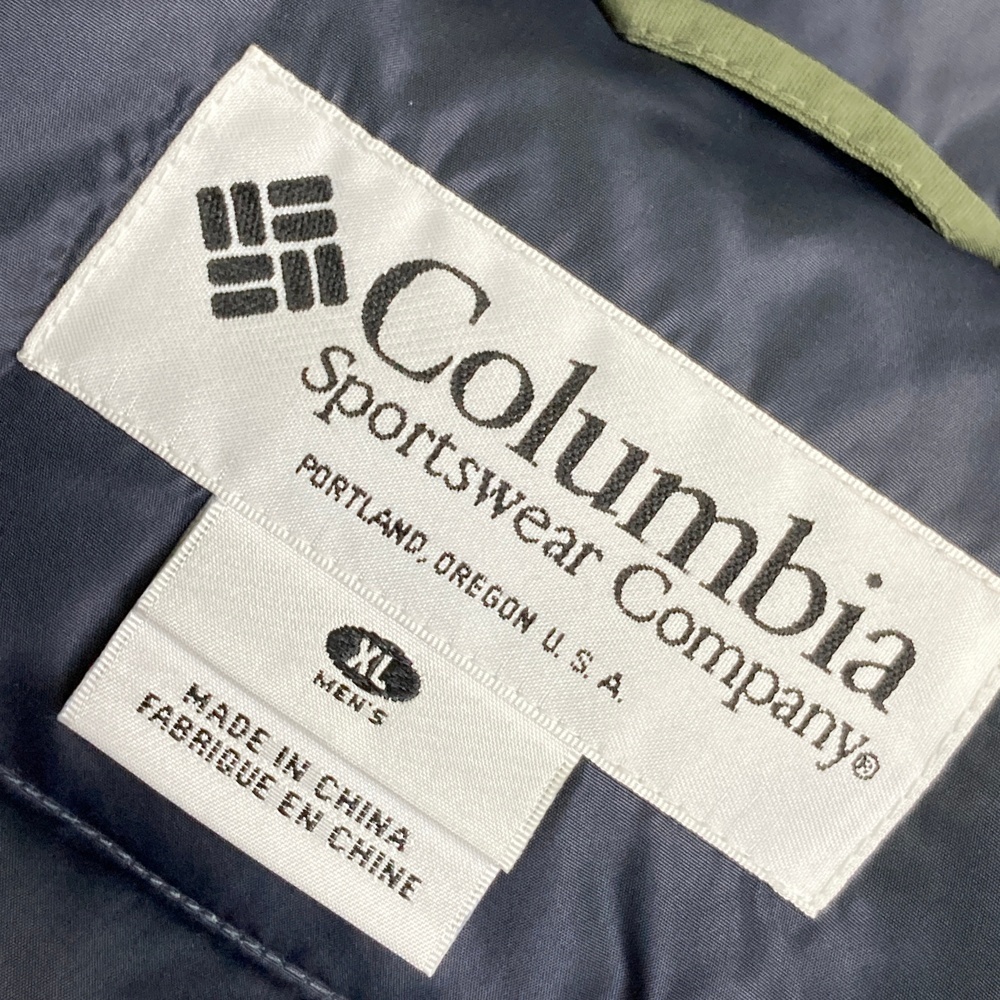 Columbia
Sportswear Company®
PORTLAND, OREGON U.S.A.
XL
MEN'S
MADE IN CHINA
FABRIQUE EN CHINE